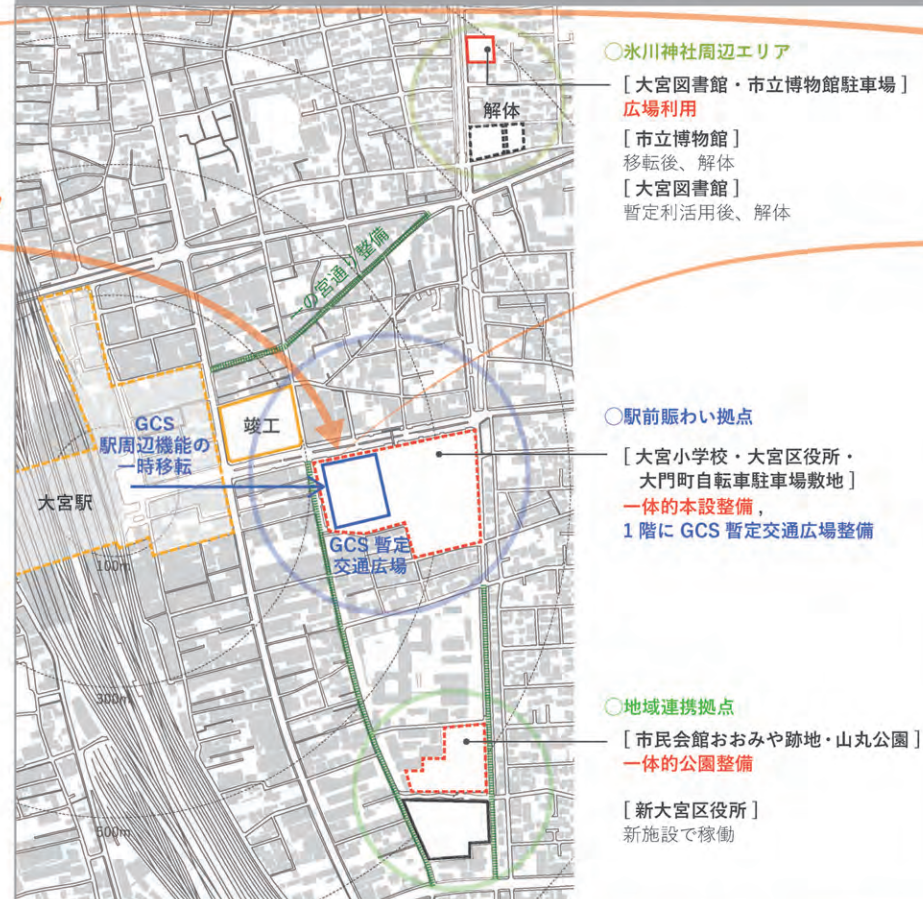 解体
一の宮通り整備
GCS
駅周辺機能の
一時移転
竣工
大宮駅
GCS 暫定
交通広場
100m
300m
500m
○氷川神社周辺エリア
[ 大宮図書館・市立博物館駐車場 ]
広場利用
[ 市立博物館 ]
移転後、解体
[ 大宮図書館 ]
暫定利活用後、解体
○駅前賑わい拠点
[ 大宮小学校・大宮区役所・
大門町自転車駐車場敷地 ]
一体的本設整備 ,
1 階に GCS 暫定交通広場整備
○地域連携拠点
[ 市民会館おおみや跡地・山丸公園 ]
一体的公園整備
[ 新大宮区役所 ]
新施設で稼働